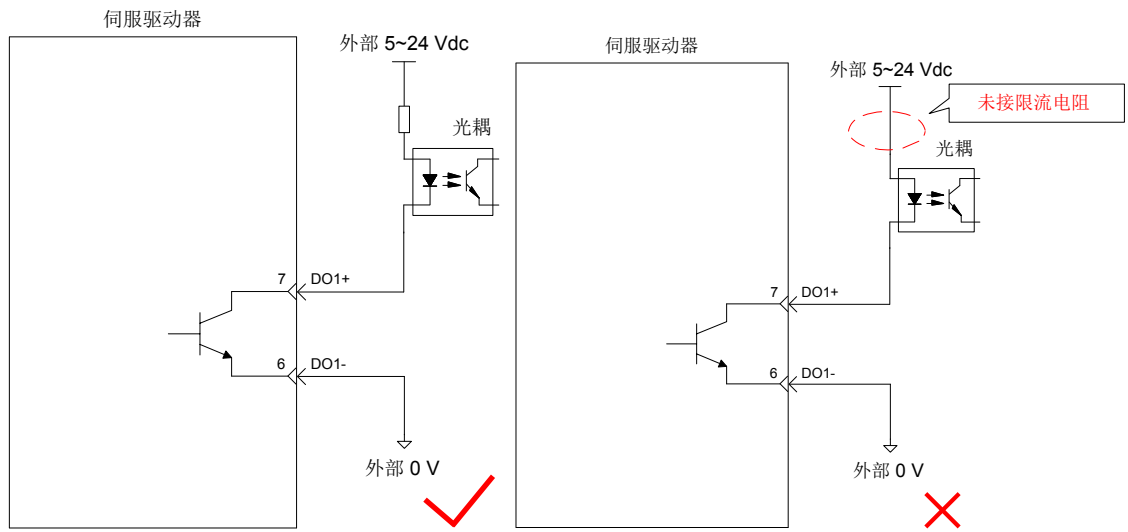 伺服驱动器
外部 5~24 Vdc
光耦
7 DO1+
6 DO1-
外部 0 V
伺服驱动器
外部 5~24 Vdc
未接限流电阻
光耦
7 DO1+
6 DO1-
外部 0 V